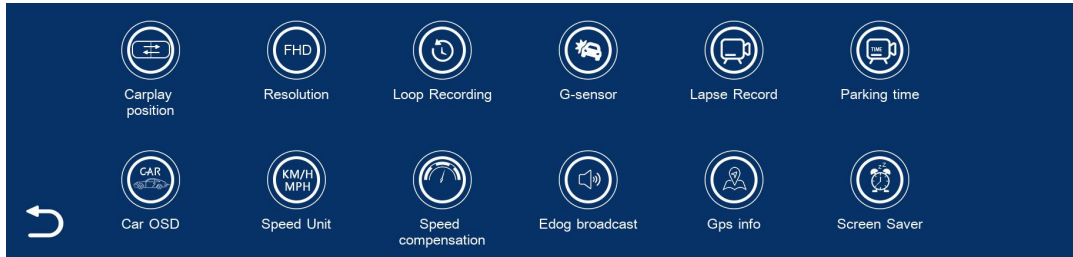 FHD
TIME
Carplay
position
Resolution
Loop Recording
G-sensor
Lapse Record
Parking time
CAR
KM/H
MPH
z z
Car OSD
Speed Unit
Speed
compensation
Edog broadcast
Gps info
Screen Saver